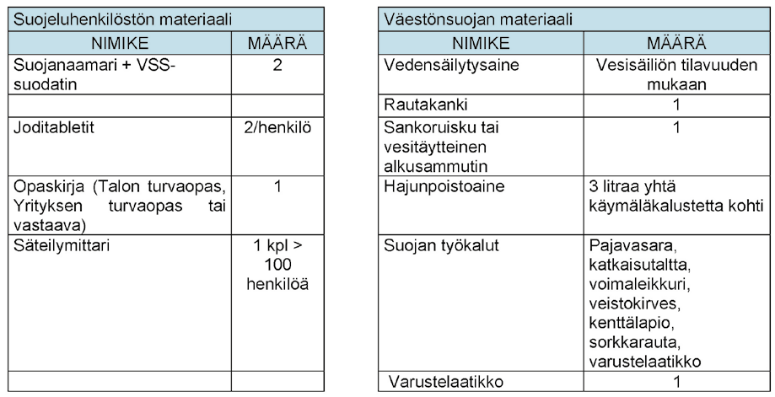 Suojeluhenkilöstön materiaali
NIMIKE MÄÄRÄ
Suojanaamari + VSS- 2
suodatin
Joditabletit 2/henkilö
Opaskirja (Talon turvaopas, 1
Yrityksen turvaopas tai
vastaava)
Säteilymittari 1 kpl >
100
henkilöä
Väestönsuojan materiaali
NIMIKE MÄÄRÄ
Vedensäilytysaine Vesisäiliön tilavuuden
mukaan
Rautakanki 1
Sankoruisku tai 1
vesitäytteinen
alkusammutin
Hajunpoistoaine 3 litraa yhtä
käymäläkalustetta kohti
Suojan työkalut Pajavasara,
katkaisutaltta,
voimaleikkuri,
veistokirves,
kenttälapio,
sorkkarauta,
varustelaatikko
Varustelaatikko 1